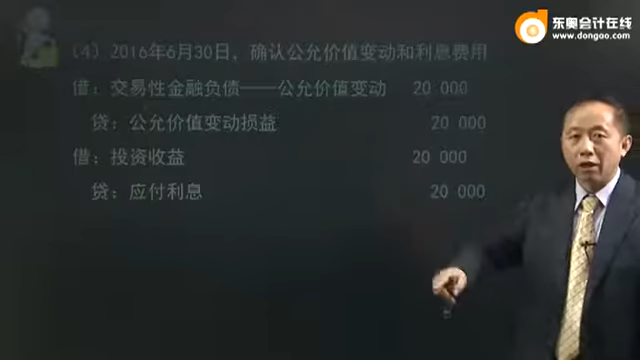 东奥会计在线
www.dongao.com
(4) 2016年6月30日，确认公允价值变动和利息费用
借：交易性金融负债——公允价值变动 20 000
贷：公允价值变动损益 20 000
借：投资收益 20 000
贷：应付利息 20 000